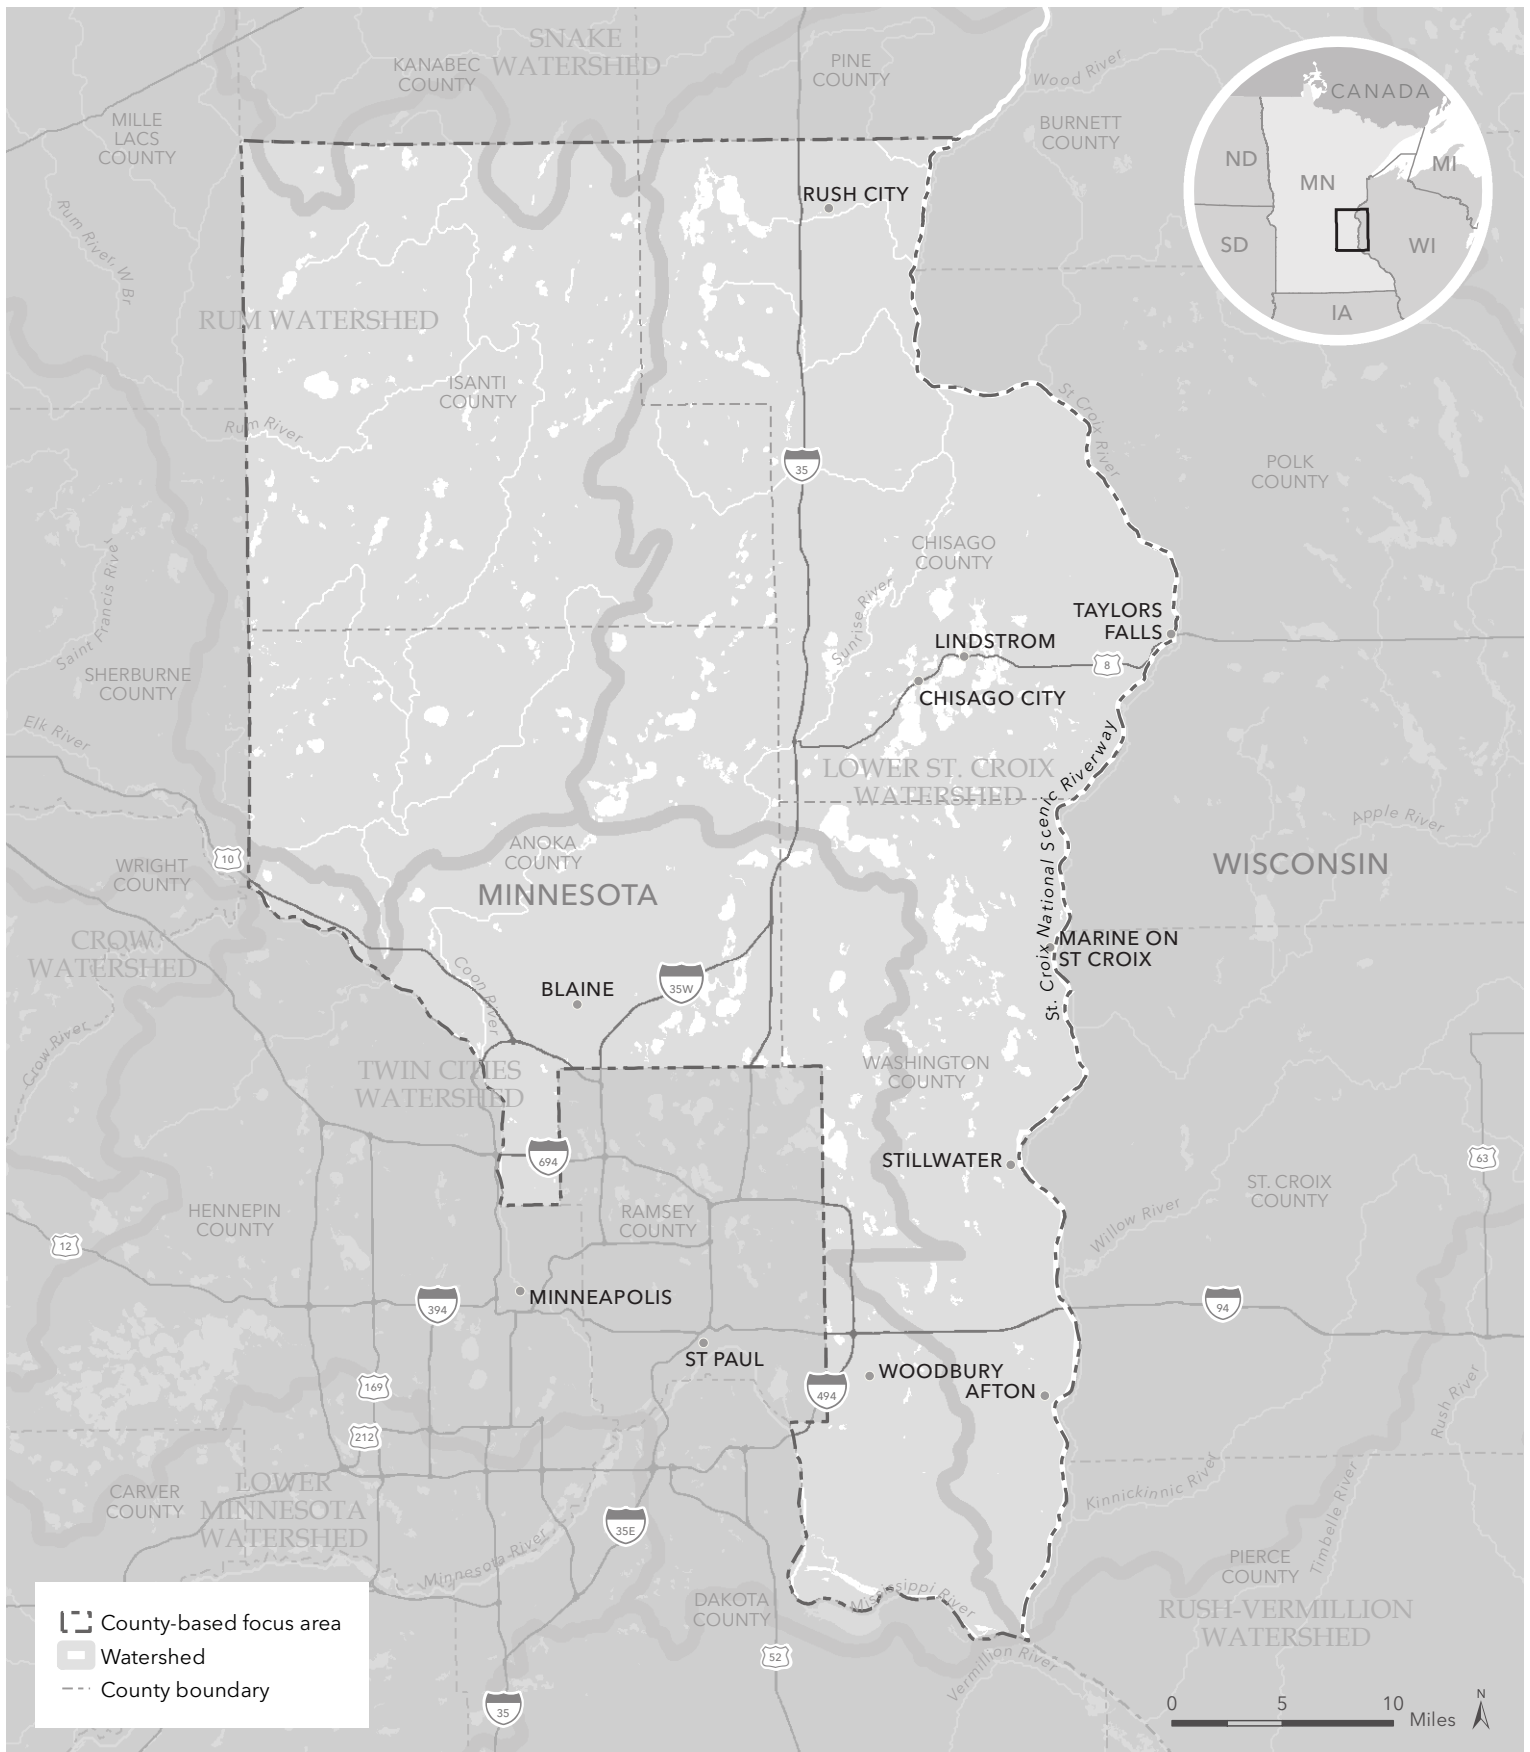 SNAKE
WATERSHED
KANABEC
COUNTY
PINE
COUNTY
Wood River
CANADA
MILLE
LACS
COUNTY
BURNETT
COUNTY
ND
MN
MI
RUSH CITY
SD
WI
Rum River, W Br
IA
RUM WATERSHED
ISANTI
COUNTY
St Croix River
Rum River
35
POLK
COUNTY
CHISAGO
COUNTY
Saint Francis River
Sunrise River
TAYLORS
FALLS
LINDSTROM
8
SHERBURNE
COUNTY
CHISAGO CITY
Elk River
St. Croix National Scenic Riverway
LOWER ST. CROIX
WATERSHED
Apple River
ANOKA
COUNTY
10
WRIGHT
COUNTY
WISCONSIN
MINNESOTA
CROW
WATERSHED
MARINE ON
ST CROIX
Coon River
35W
BLAINE
Crow River
TWIN CITIES
WATERSHED
WASHINGTON
COUNTY
694
STILLWATER
63
HENNEPIN
COUNTY
RAMSEY
COUNTY
ST. CROIX
COUNTY
Willow River
12
MINNEAPOLIS
394
94
ST PAUL
WOODBURY
AFTON
169
494
Rush River
212
CARVER
COUNTY
LOWER
MINNESOTA
WATERSHED
Kinnickinnic River
Timbelle River
35E
Minnesota River
PIERCE
COUNTY
DAKOTA
COUNTY
Mississippi River
RUSH-VERMILLION
WATERSHED
52
Vermillion River
County-based focus area
Watershed
County boundary
35
0
5
10
Miles
N